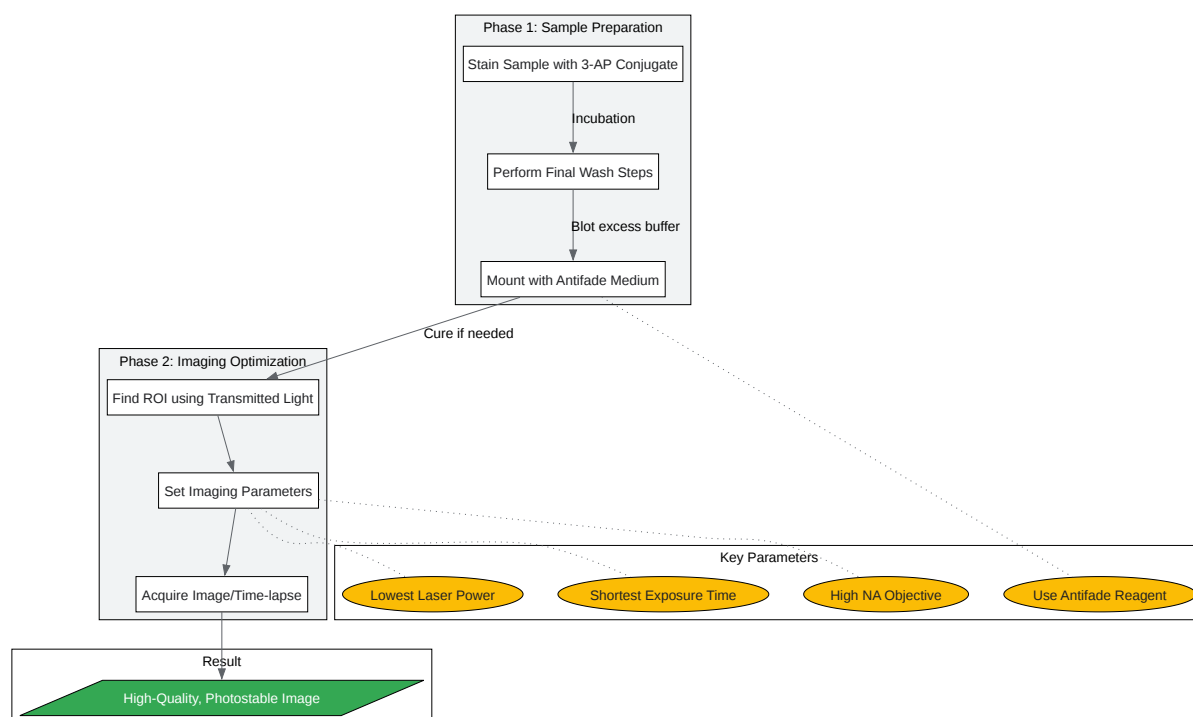 Phase 1: Sample Preparation
Stain Sample with 3-AP Conjugate
Incubation
Perform Final Wash Steps
Blot excess buffer
Mount with Antifade Medium
Cure if needed
Phase 2: Imaging Optimization
Find ROI using Transmitted Light
Set Imaging Parameters
Key Parameters
Acquire Image/Time-lapse
Lowest Laser Power
Shortest Exposure Time
High NA Objective
Use Antifade Reagent
Result
High-Quality, Photostable Image